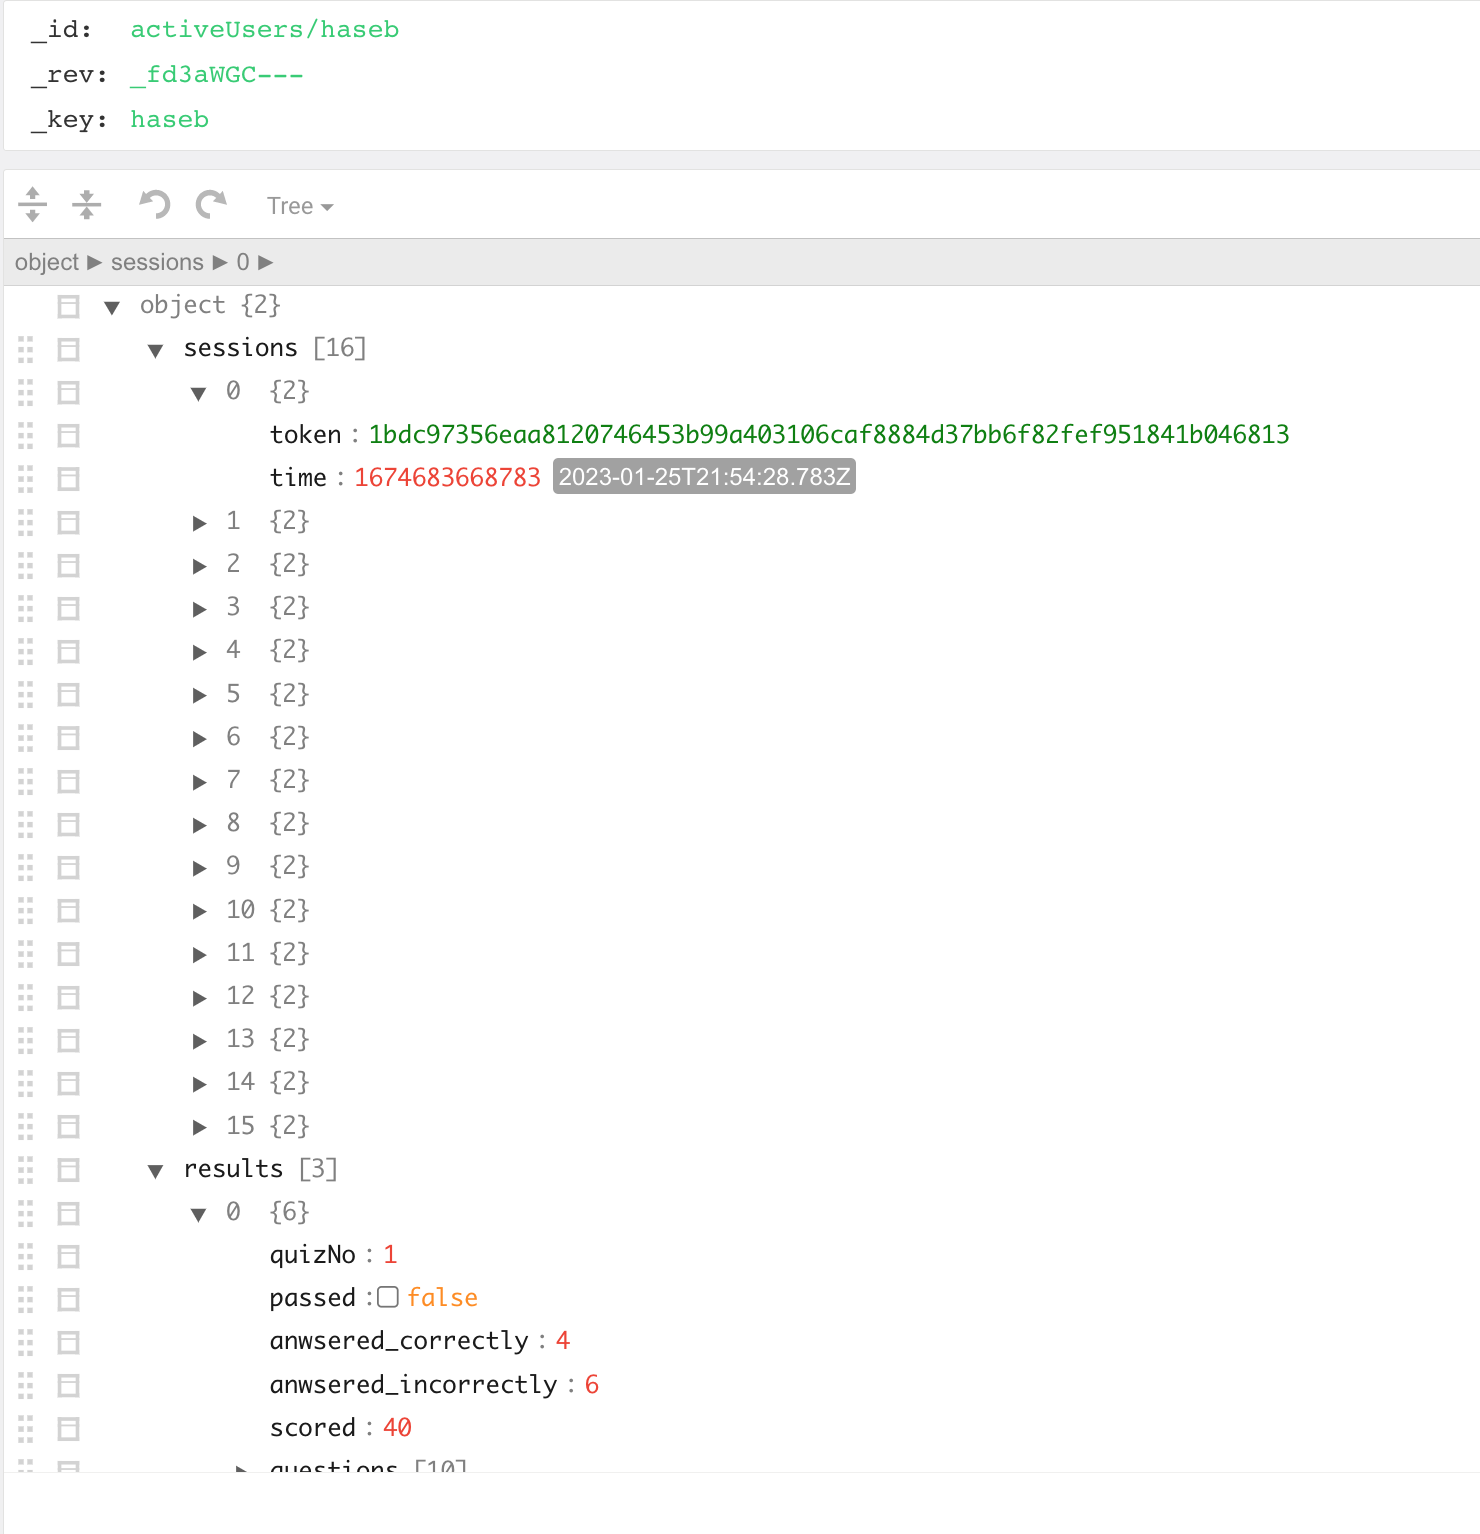 _id: activeUsers/haseb
_rev: _fd3aWGC---
_key: haseb
Tree
object ▶ sessions ▶ 0 ▶
object {2}
sessions [16]
0 {2}
token : 1bdc97356eaa8120746453b99a403106caf8884d37bb6f82fef951841b046813
time : 1674683668783 2023-01-25T21:54:28.783Z
1 {2}
2 {2}
3 {2}
4 {2}
5 {2}
6 {2}
7 {2}
8 {2}
9 {2}
10 {2}
11 {2}
12 {2}
13 {2}
14 {2}
15 {2}
results [3]
0 {6}
quizNo : 1
passed : false
anwsered_correctly : 4
anwsered_incorrectly : 6
scored : 40
questions [10]